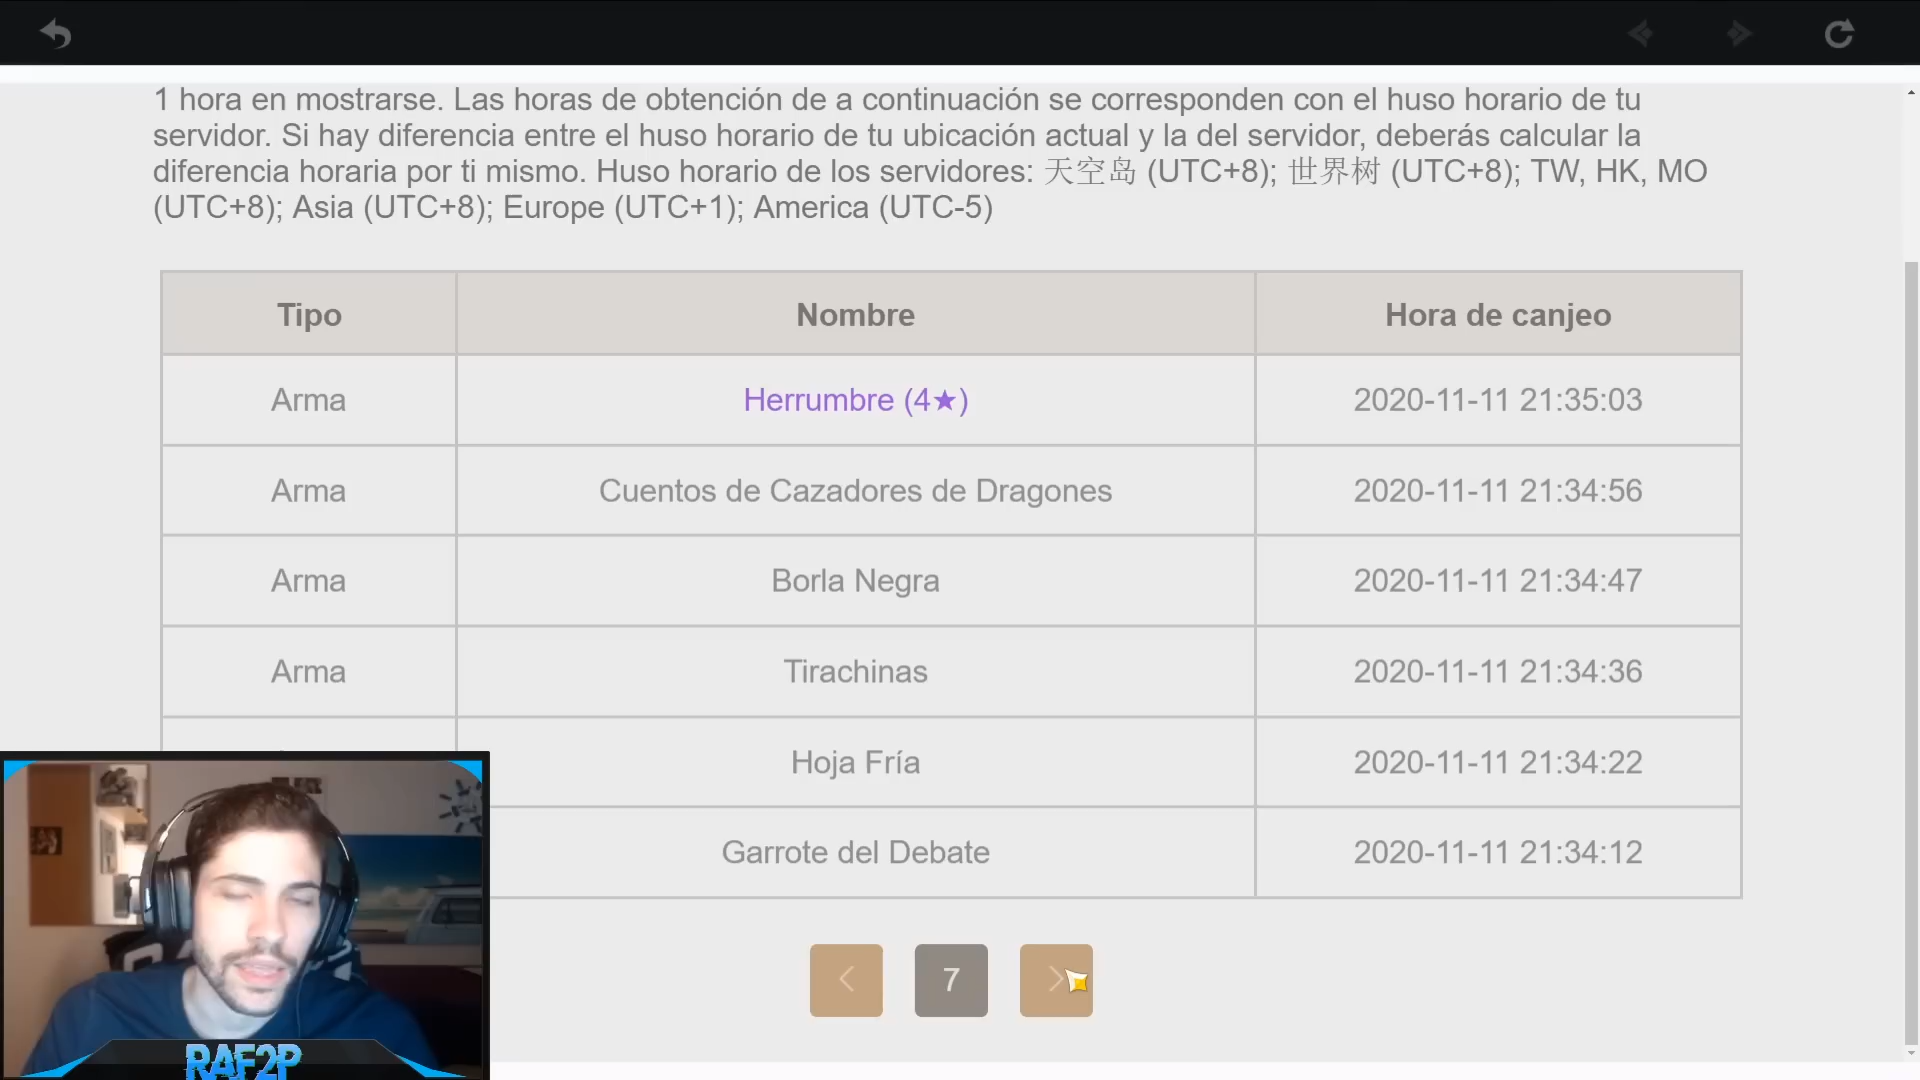 1 hora en mostrarse. Las horas de obtención de a continuación se corresponden con el huso horario de tu
servidor. Si hay diferencia entre el huso horario de tu ubicación actual y la del servidor, deberás calcular la
diferencia horaria por ti mismo. Huso horario de los servidores: 天空岛 (UTC+8); 世界树 (UTC+8); TW, HK, MO
(UTC+8); Asia (UTC+8); Europe (UTC+1); America (UTC-5)
Tipo Nombre Hora de canjeo
Arma Herrumbre (4★) 2020-11-11 21:35:03
Arma Cuentos de Cazadores de Dragones 2020-11-11 21:34:56
Arma Borla Negra 2020-11-11 21:34:47
Arma Tirachinas 2020-11-11 21:34:36
Hoja Fría 2020-11-11 21:34:22
Garrote del Debate 2020-11-11 21:34:12
7
RAF2P